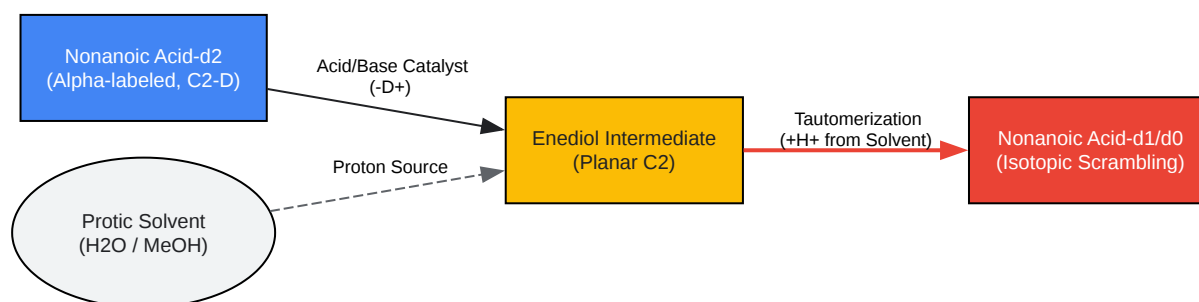 Nonanoic Acid-d2
(Alpha-labeled, C2-D)
Acid/Base Catalyst
(-D+)
Proton Source
Protic Solvent
(H2O / MeOH)
Enediol Intermediate
(Planar C2)
Tautomerization
(+H+ from Solvent)
Nonanoic Acid-d1/d0
(Isotopic Scrambling)